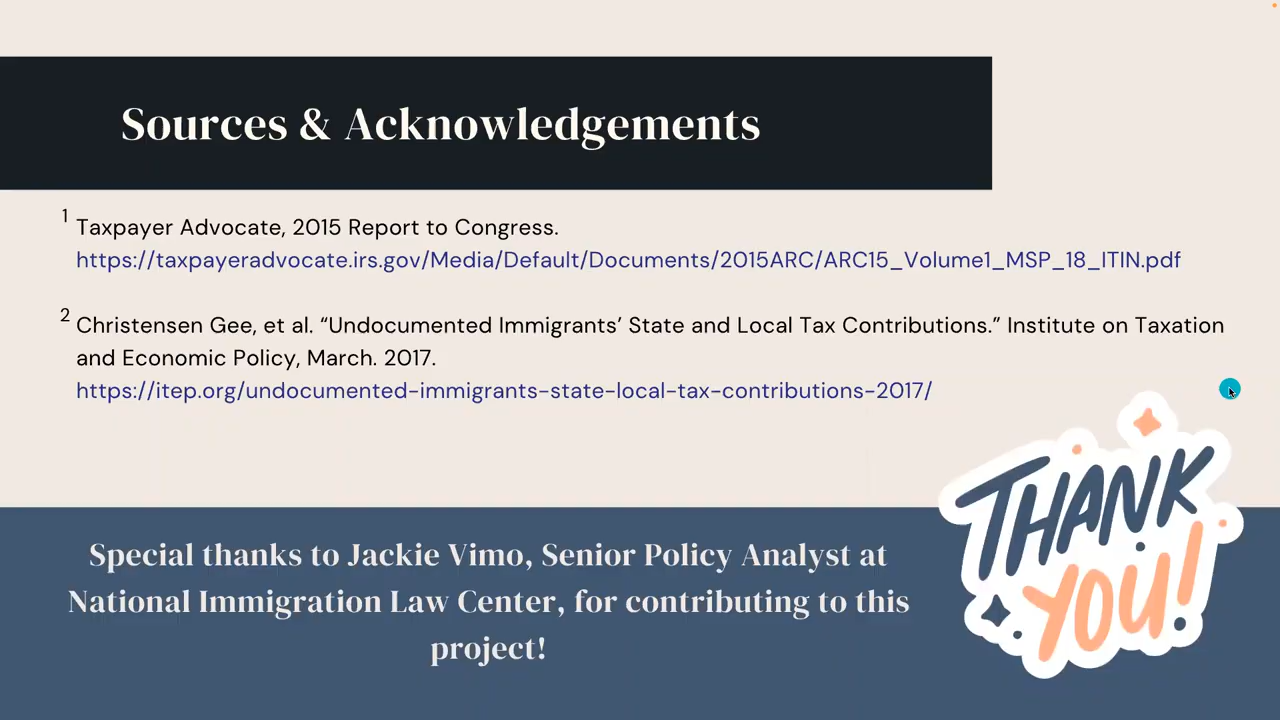 Sources & Acknowledgements
1 Taxpayer Advocate, 2015 Report to Congress.
https://taxpayeradvocate.irs.gov/Media/Default/Documents/2015ARC/ARC15_Volume1_MSP_18_ITIN.pdf
2 Christensen Gee, et al. “Undocumented Immigrants’ State and Local Tax Contributions.” Institute on Taxation
and Economic Policy, March. 2017.
https://itep.org/undocumented-immigrants-state-local-tax-contributions-2017/
Special thanks to Jackie Vimo, Senior Policy Analyst at
National Immigration Law Center, for contributing to this
project!
THANK
YOU!